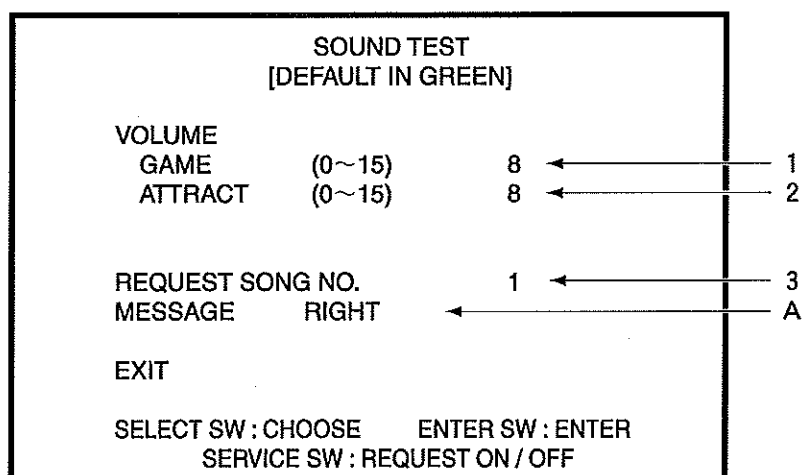 SOUND TEST
[DEFAULT IN GREEN]
VOLUME
GAME (0～15) 8 1
ATTRACT (0～15) 8 2
REQUEST SONG NO. 1 3
MESSAGE RIGHT A
EXIT
SELECT SW : CHOOSE ENTER SW : ENTER
SERVICE SW : REQUEST ON / OFF